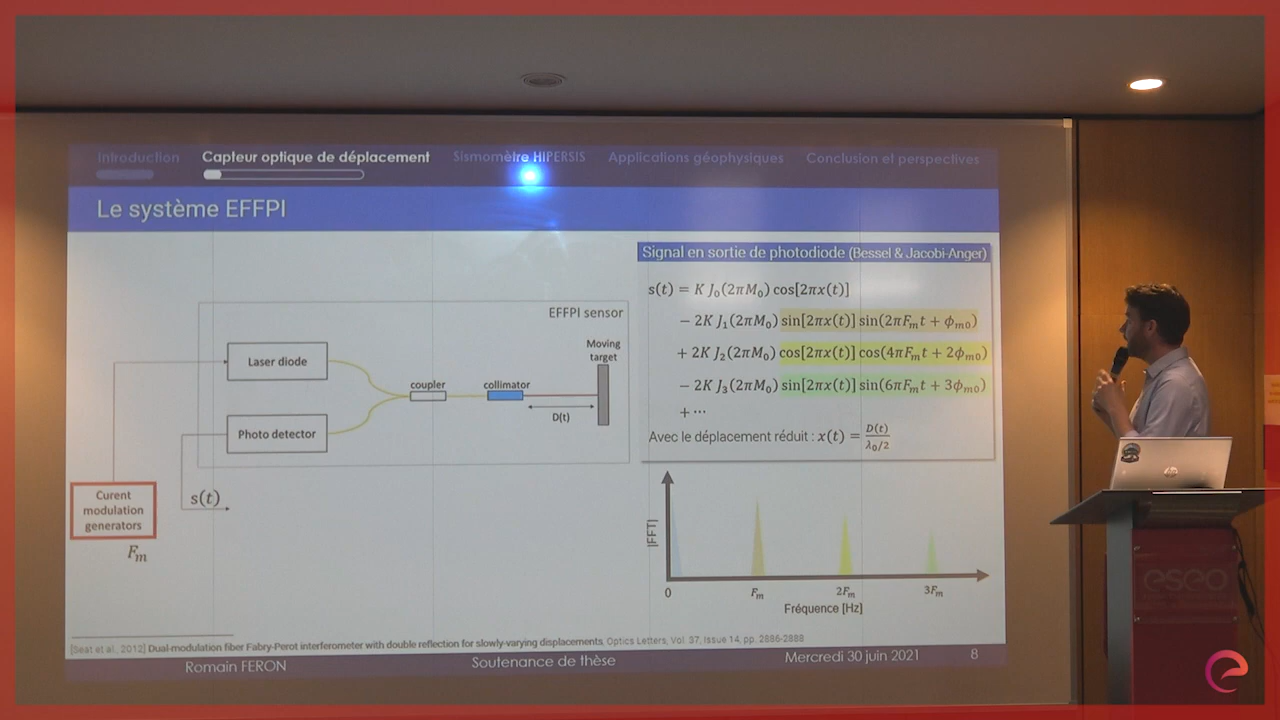 Introduction
Capteur optique de déplacement
Sismomètre HIPERSIS
Applications géophysiques
Conclusion et perspectives
Le système EFFPI
EFFPI sensor
Laser diode
Photo detector
coupler
collimator
Moving
target
D(t)
Curent
modulation
generators
F_m
s(t)
Signal en sortie de photodiode (Bessel & Jacobi-Anger)
s(t) = K J₀(2πM₀) cos[2πx(t)]
− 2K J₁(2πM₀) sin[2πx(t)] sin(2πF_m t + ϕ_m0)
+ 2K J₂(2πM₀) cos[2πx(t)] cos(4πF_m t + 2ϕ_m0)
− 2K J₃(2πM₀) sin[2πx(t)] sin(6πF_m t + 3ϕ_m0)
+ ⋯
Avec le déplacement réduit : x(t) = D(t) / λ₀/2
|FFT|
0
F_m
2F_m
3F_m
Fréquence [Hz]
[Seat et al., 2012] Dual-modulation fiber Fabry-Perot interferometer with double reflection for slowly-varying displacements, Optics Letters, Vol. 37, Issue 14, pp. 2886-2888
Romain FERON
Soutenance de thèse
Mercredi 30 juin 2021
8
hp
eseo